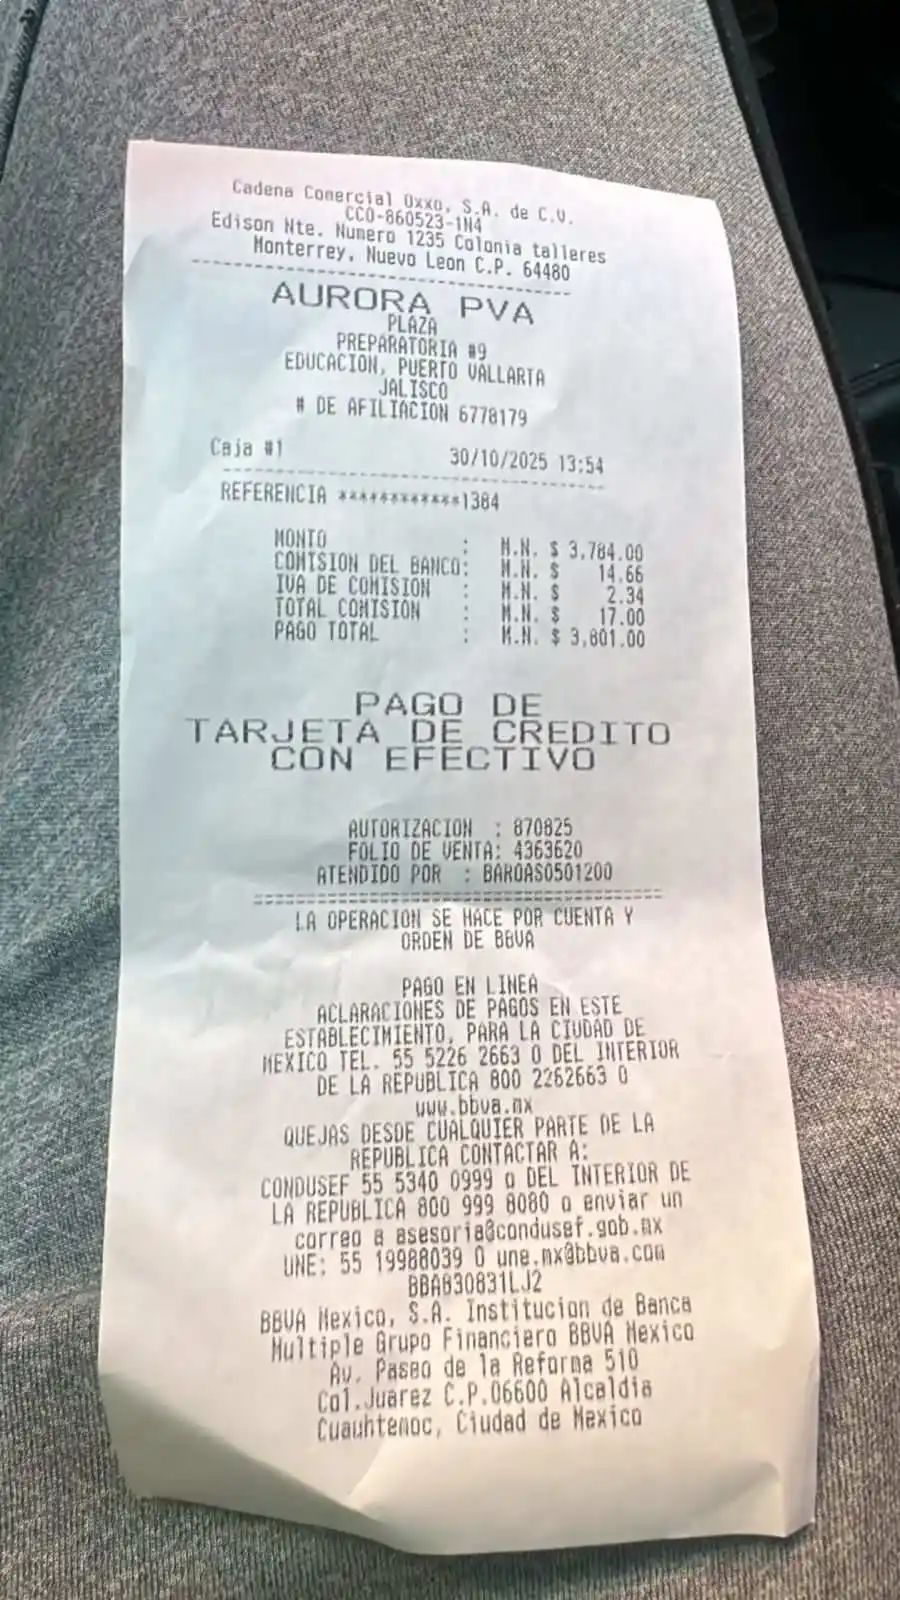 Cadena Comercial Oxxo, S.A. de C.V.
CCO-860523-1N4
Edison Nte. Numero 1235 Colonia talleres
Monterrey, Nuevo Leon C.P. 64480
AURORA PVA
PLAZA
PREPARATORIA #9
EDUCACION, PUERTO VALLARTA
JALISCO
# DE AFILIACION 6778179
Caja #1 30/10/2025 13:54
REFERENCIA ************1384
MONTO : M.N. $ 3,784.00
COMISION DEL BANCO: M.N. $ 14.66
IVA DE COMISION : M.N. $ 2.34
TOTAL COMISION : M.N. $ 17.00
PAGO TOTAL : M.N. $ 3,801.00
PAGO DE
TARJETA DE CREDITO
CON EFECTIVO
AUTORIZACION : 870825
FOLIO DE VENTA: 4363620
ATENDIDO POR : BAROAS0501200
LA OPERACION SE HACE POR CUENTA Y
ORDEN DE BBVA
PAGO EN LINEA
ACLARACIONES DE PAGOS EN ESTE
ESTABLECIMIENTO, PARA LA CIUDAD DE
MEXICO TEL. 55 5226 2663 O DEL INTERIOR
DE LA REPUBLICA 800 2262663 O
www.bbva.mx
QUEJAS DESDE CUALQUIER PARTE DE LA
REPUBLICA CONTACTAR A:
CONDUSEF 55 5340 0999 o DEL INTERIOR DE
LA REPUBLICA 800 999 8080 o enviar un
correo a asesoria@condusef.gob.mx
UNE: 55 19988039 O une.mx@bbva.com
BBA830831LJ2
BBVA Mexico, S.A. Institucion de Banca
Multiple Grupo Financiero BBVA Mexico
Av. Paseo de la Reforma 510
Col.Juarez C.P.06600 Alcaldia
Cuauhtemoc, Ciudad de Mexico